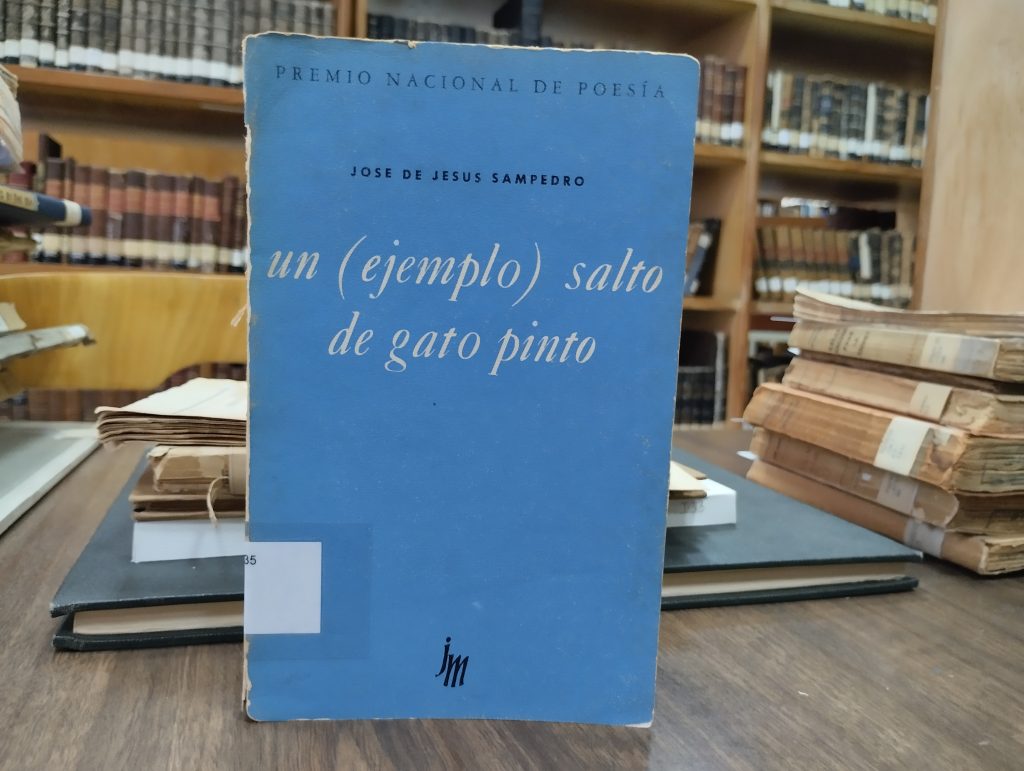 PREMIO NACIONAL DE POESÍA
JOSE DE JESUS SAMPEDRO
un (ejemplo) salto
de gato pinto
35
jm